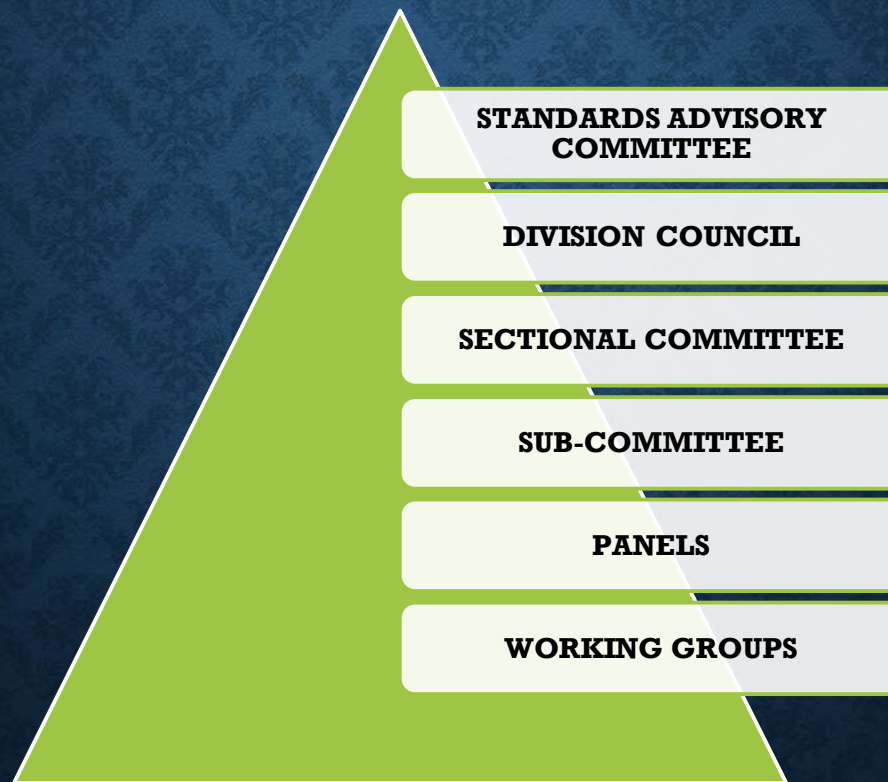 STANDARDS ADVISORY
COMMITTEE
DIVISION COUNCIL
SECTIONAL COMMITTEE
SUB-COMMITTEE
PANELS
WORKING GROUPS